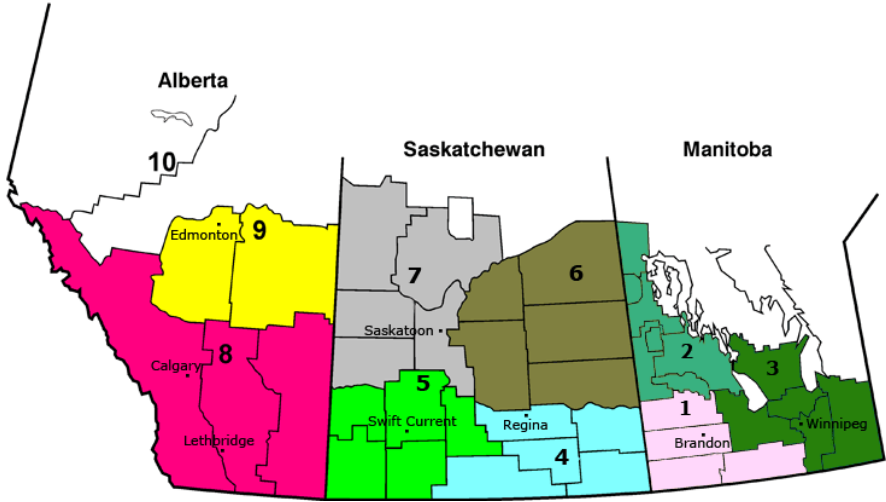 Alberta
Saskatchewan
Manitoba
10
Edmonton
9
7
6
Saskatoon
8
2
3
Calgary
5
1
Swift Current
Regina
Winnipeg
Lethbridge
Brandon
4